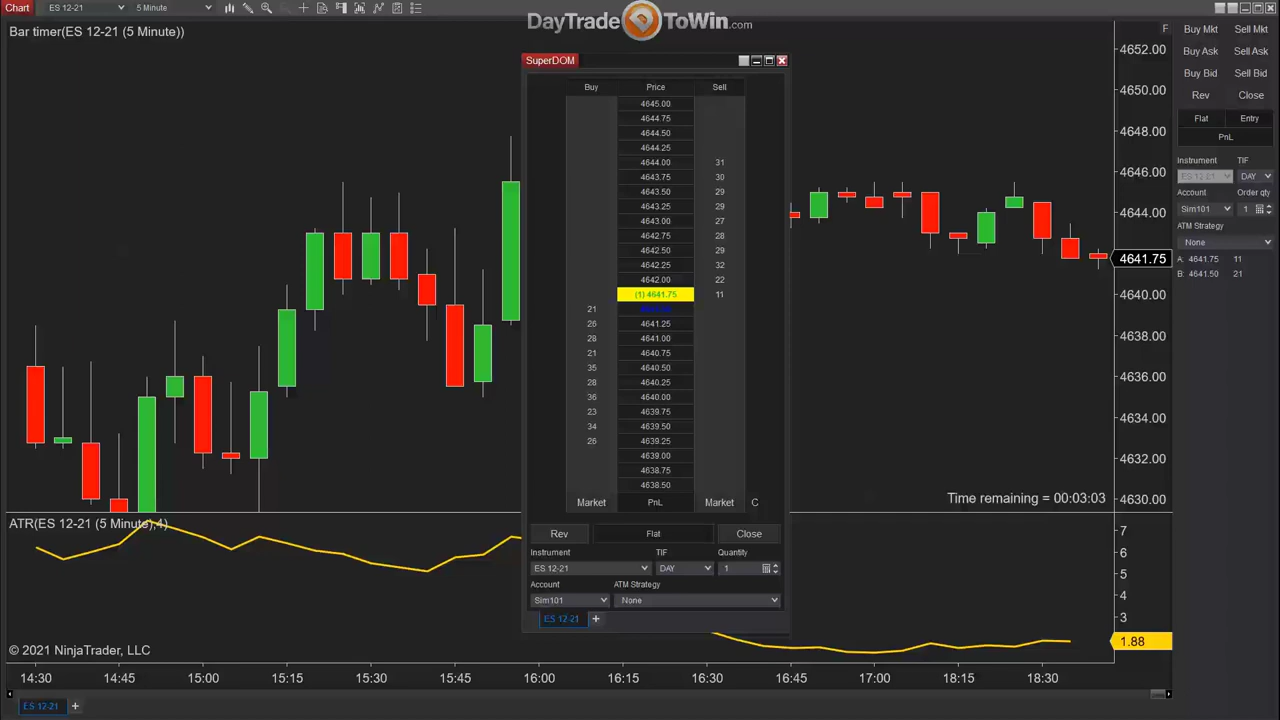 Chart
ES 12-21
5 Minute
DayTradeToWin.com
Bar timer(ES 12-21 (5 Minute))
F
4652.00
4650.00
4648.00
4646.00
4644.00
4641.75
4640.00
4638.00
4636.00
4634.00
4632.00
4630.00
SuperDOM
Buy Price Sell
4645.00
4644.75
4644.50
4644.25
4644.00 31
4643.75 30
4643.50 29
4643.25 29
4643.00 27
4642.75 28
4642.50 29
4642.25 32
4642.00 22
(1) 4641.75 11
21
26 4641.25
28 4641.00
21 4640.75
35 4640.50
28 4640.25
36 4640.00
23 4639.75
34 4639.50
26 4639.25
4639.00
4638.75
4638.50
Market PnL Market C
Rev Flat Close
Instrument TIF Quantity
ES 12-21 DAY 1
Account ATM Strategy
Sim101 None
ES 12-21 +
Buy Mkt Sell Mkt
Buy Ask Sell Ask
Buy Bid Sell Bid
Rev Close
Flat Entry
PnL
Instrument TIF
ES 12-21 DAY
Account Order qty
Sim101 1
ATM Strategy
None
A: 4641.75 11
B: 4641.50 21
Time remaining = 00:03:03
ATR(ES 12-21 (5 Minute),4)
7
6
5
4
3
1.88
© 2021 NinjaTrader, LLC
14:30 14:45 15:00 15:15 15:30 15:45 16:00 16:15 16:30 16:45 17:00 18:15 18:30
ES 12-21 +